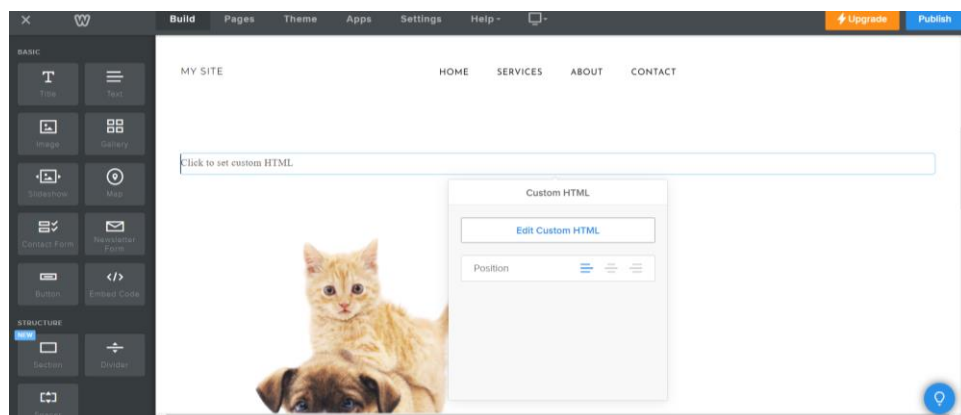 Build Pages Theme Apps Settings Help Upgrade Publish
BASIC
Title Text
Image Gallery
Slideshow Map
Contact Form Newsletter Form
Button Embed Code
STRUCTURE
NEW
Section Divider
MY SITE HOME SERVICES ABOUT CONTACT
Click to set custom HTML
Custom HTML
Edit Custom HTML
Position